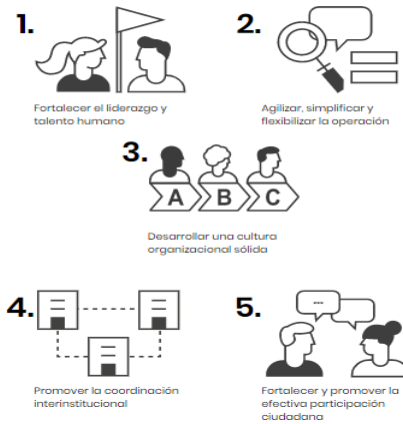 1.
Fortalecer el liderazgo y
talento humano
2.
Agilizar, simplificar y
flexibilizar la operación
3.
A B C
Desarrollar una cultura
organizacional sólida
4.
Promover la coordinación
interinstitucional
5.
...
Fortalecer y promover la
efectiva participación
ciudadana